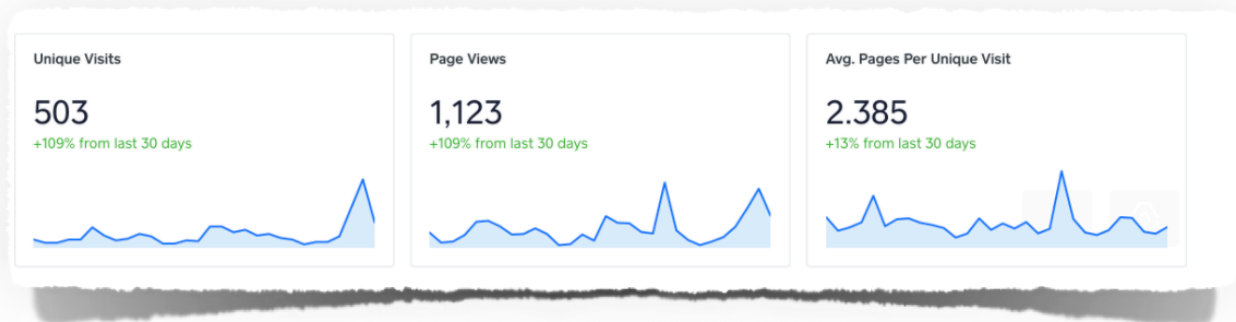 Unique Visits
503
+109% from last 30 days
Page Views
1,123
+109% from last 30 days
Avg. Pages Per Unique Visit
2.385
+13% from last 30 days